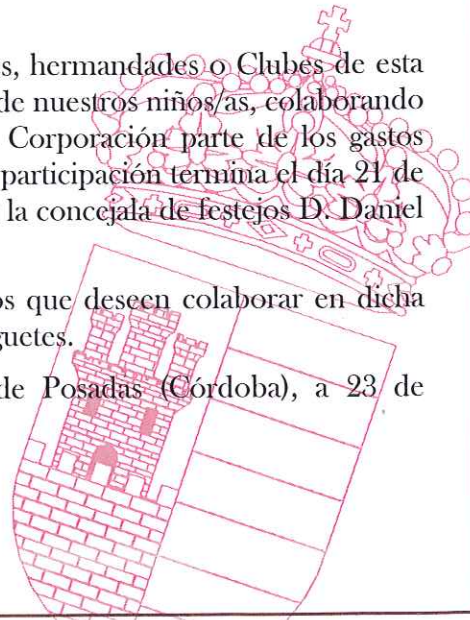 s, hermandades o Clubes de esta
de nuestros niños/as, colaborando
Corporación parte de los gastos
participación termina el día 21 de
la concejala de festejos D. Daniel
os que deseen colaborar en dicha
guetes.
de Posadas (Córdoba), a 23 de